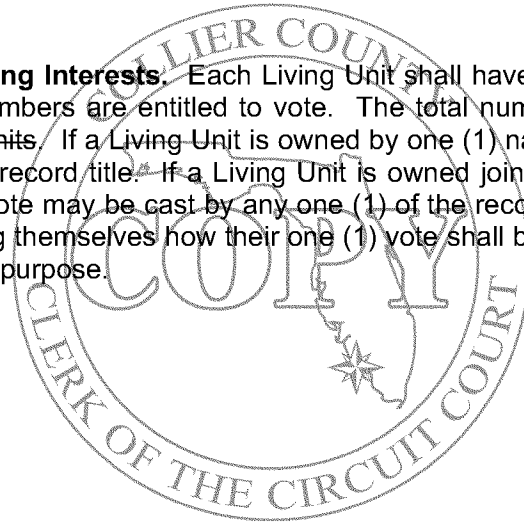 COLLIER COUNTY
ng Interests. Each Living Unit shall have
mbers are entitled to vote. The total num
nits. If a Living Unit is owned by one (1) na
record title. If a Living Unit is owned join
ote may be cast by any one (1) of the reco
g themselves how their one (1) vote shall b
purpose.
COPY
CLERK OF THE CIRCUIT COURT